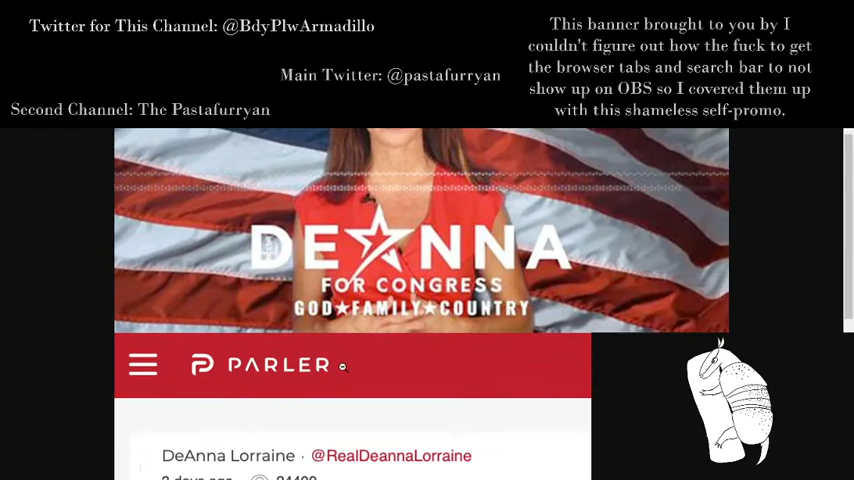 Twitter for This Channel: @BdyPlwArmadillo
Main Twitter: @pastafurryan
Second Channel: The Pastafurryan
This banner brought to you by I
couldn't figure out how the fuck to get
the browser tabs and search bar to not
show up on OBS so I covered them up
with this shameless self-promo.
DEANNA
FOR CONGRESS
GOD★FAMILY★COUNTRY
PARLER
DeAnna Lorraine · @RealDeannaLorraine